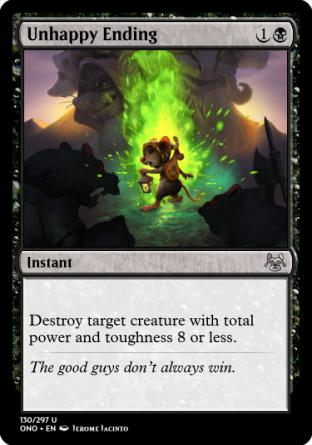 Unhappy Ending 1
Instant
Destroy target creature with total
power and toughness 8 or less.
The good guys don't always win.
130/297 U
ONO • EN Jerome Jacinto